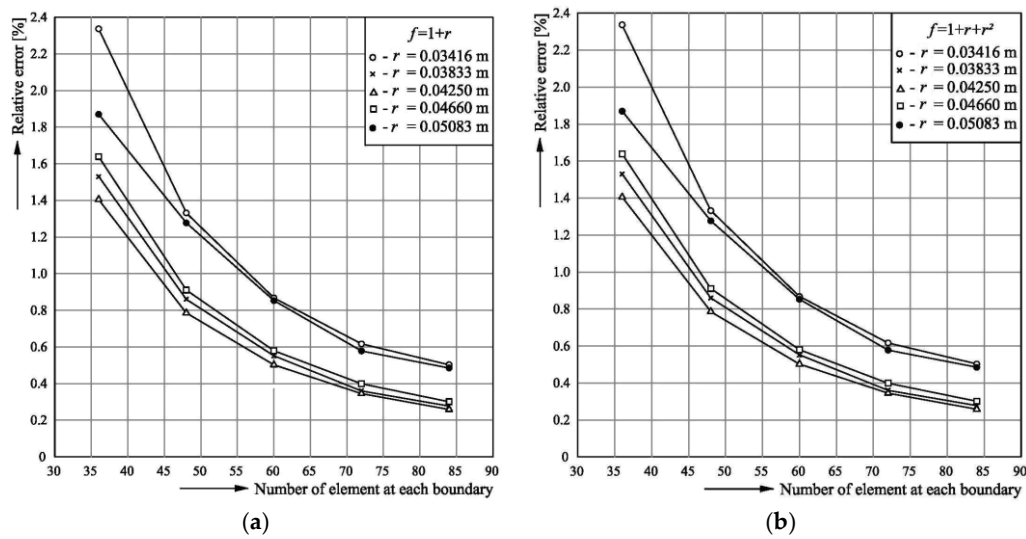 Relative error [%]
2.4
2.2
2.0
1.8
1.6
1.4
1.2
1.0
0.8
0.6
0.4
0.2
0
f=1+r
- r = 0.03416 m
- r = 0.03833 m
- r = 0.04250 m
- r = 0.04660 m
- r = 0.05083 m
30 35 40 45 50 55 60 65 70 75 80 85 90
Number of element at each boundary
(a)
Relative error [%]
2.4
2.2
2.0
1.8
1.6
1.4
1.2
1.0
0.8
0.6
0.4
0.2
0
f=1+r+r²
- r = 0.03416 m
- r = 0.03833 m
- r = 0.04250 m
- r = 0.04660 m
- r = 0.05083 m
30 35 40 45 50 55 60 65 70 75 80 85 90
Number of element at each boundary
(b)